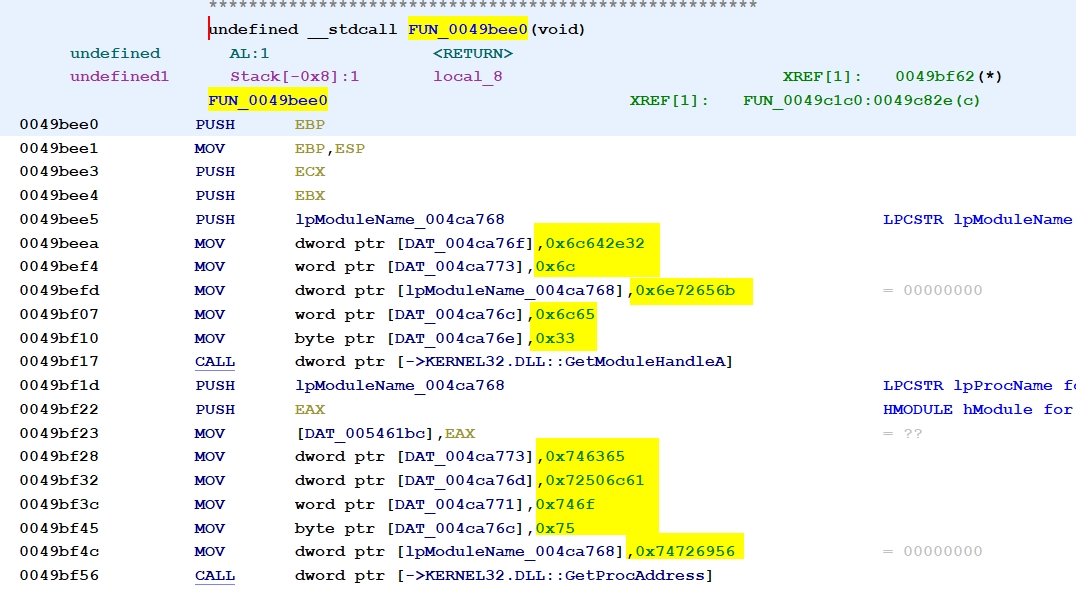 ******************************************************
undefined __stdcall FUN_0049bee0(void)
undefined AL:1 <RETURN>
undefined1 Stack[-0x8]:1 local_8 XREF[1]: 0049bf62(*)
FUN_0049bee0 XREF[1]: FUN_0049c1c0:0049c82e(c)
0049bee0 PUSH EBP
0049bee1 MOV EBP,ESP
0049bee3 PUSH ECX
0049bee4 PUSH EBX
0049bee5 PUSH lpModuleName_004ca768 LPCSTR lpModuleName
0049beea MOV dword ptr [DAT_004ca76f],0x6c642e32
0049bef4 MOV word ptr [DAT_004ca773],0x6c
0049befd MOV dword ptr [lpModuleName_004ca768],0x6e72656b = 00000000
0049bf07 MOV word ptr [DAT_004ca76c],0x6c65
0049bf10 MOV byte ptr [DAT_004ca76e],0x33
0049bf17 CALL dword ptr [->KERNEL32.DLL::GetModuleHandleA]
0049bf1d PUSH lpModuleName_004ca768 LPCSTR lpProcName fo
0049bf22 PUSH EAX HMODULE hModule for
0049bf23 MOV [DAT_005461bc],EAX = ??
0049bf28 MOV dword ptr [DAT_004ca773],0x746365
0049bf32 MOV dword ptr [DAT_004ca76d],0x72506c61
0049bf3c MOV word ptr [DAT_004ca771],0x746f
0049bf45 MOV byte ptr [DAT_004ca76c],0x75
0049bf4c MOV dword ptr [lpModuleName_004ca768],0x74726956 = 00000000
0049bf56 CALL dword ptr [->KERNEL32.DLL::GetProcAddress]